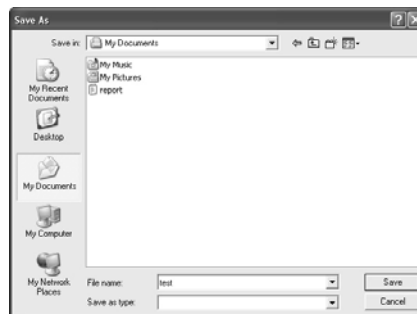 Save As
Save in: My Documents
My Music
My Pictures
report
My Recent
Documents
Desktop
My Documents
My Computer
My Network
Places
File name: test
Save
Save as type:
Cancel